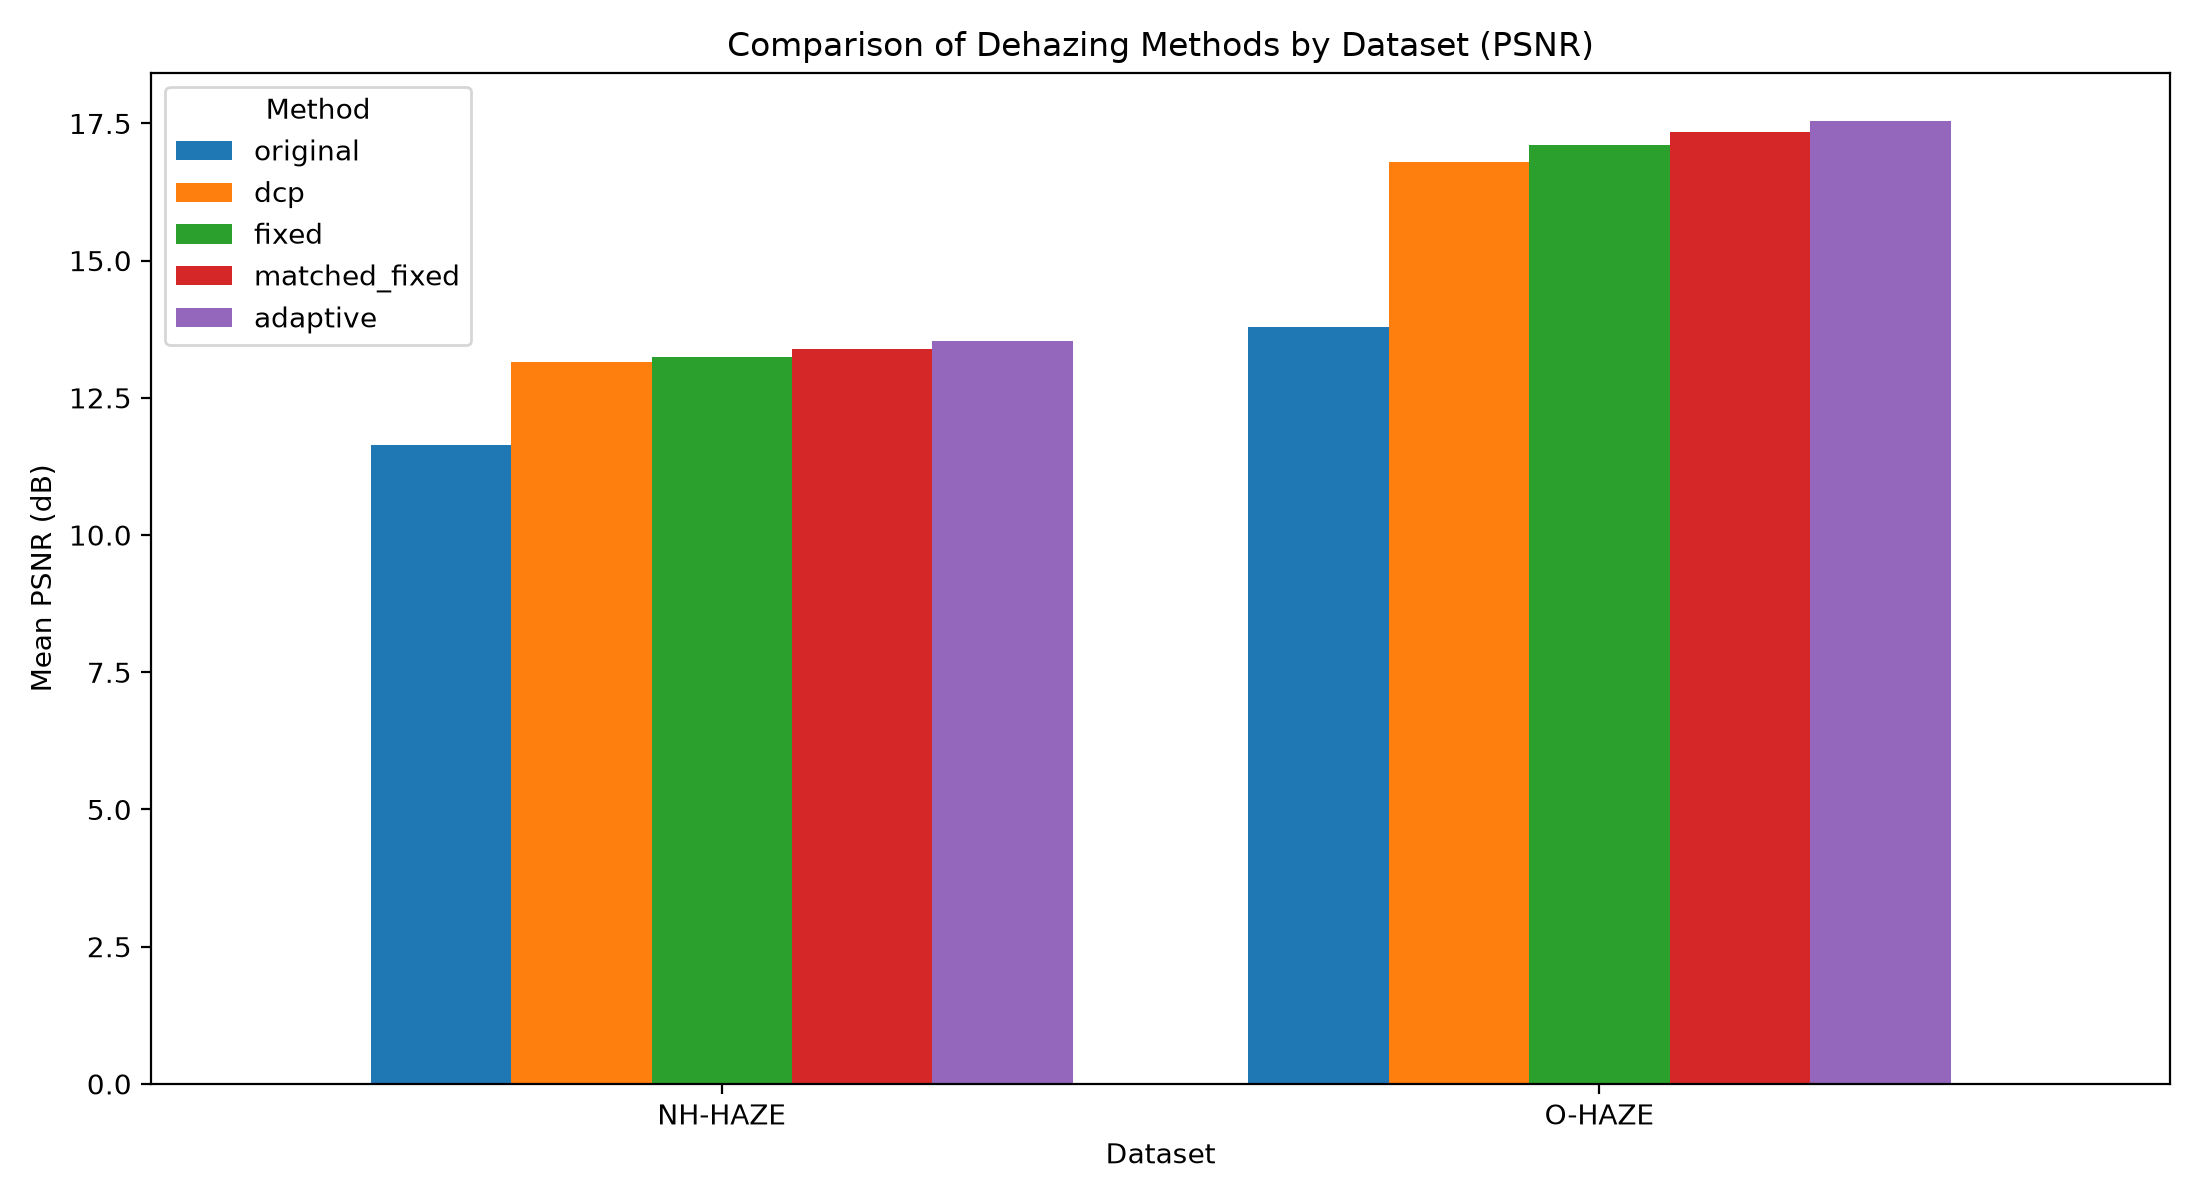 Comparison of Dehazing Methods by Dataset (PSNR)
Method
original
dcp
fixed
matched_fixed
adaptive
17.5
15.0
12.5
10.0
7.5
5.0
2.5
0.0
Mean PSNR (dB)
NH-HAZE
O-HAZE
Dataset